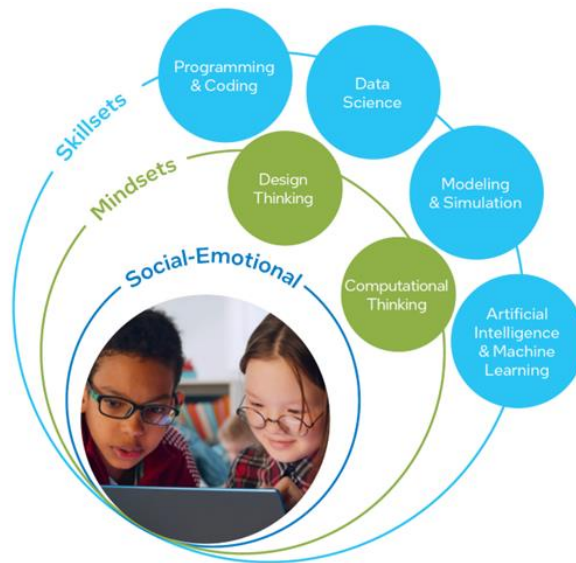 Skillsets
Programming
& Coding
Data
Science
Modeling
& Simulation
Artificial
Intelligence
& Machine
Learning
Mindsets
Design
Thinking
Computational
Thinking
Social-Emotional